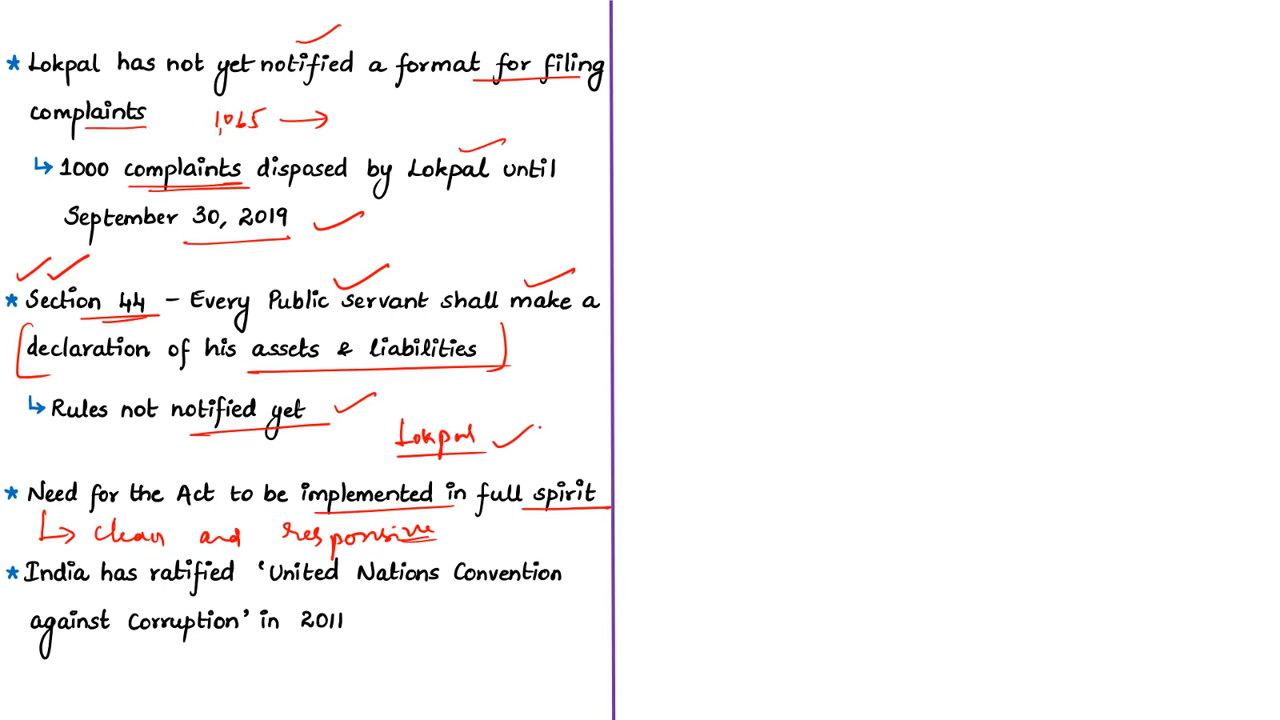 * Lokpal has not yet notified a format for filing
complaints 1,065 →
↳ 1000 complaints disposed by Lokpal until
September 30, 2019
* Section 44 - Every Public servant shall make a
declaration of his assets & liabilities
↳ Rules not notified yet
Lokpal
* Need for the Act to be implemented in full spirit
↳ clean and responsive
* India has ratified 'United Nations Convention
against Corruption' in 2011